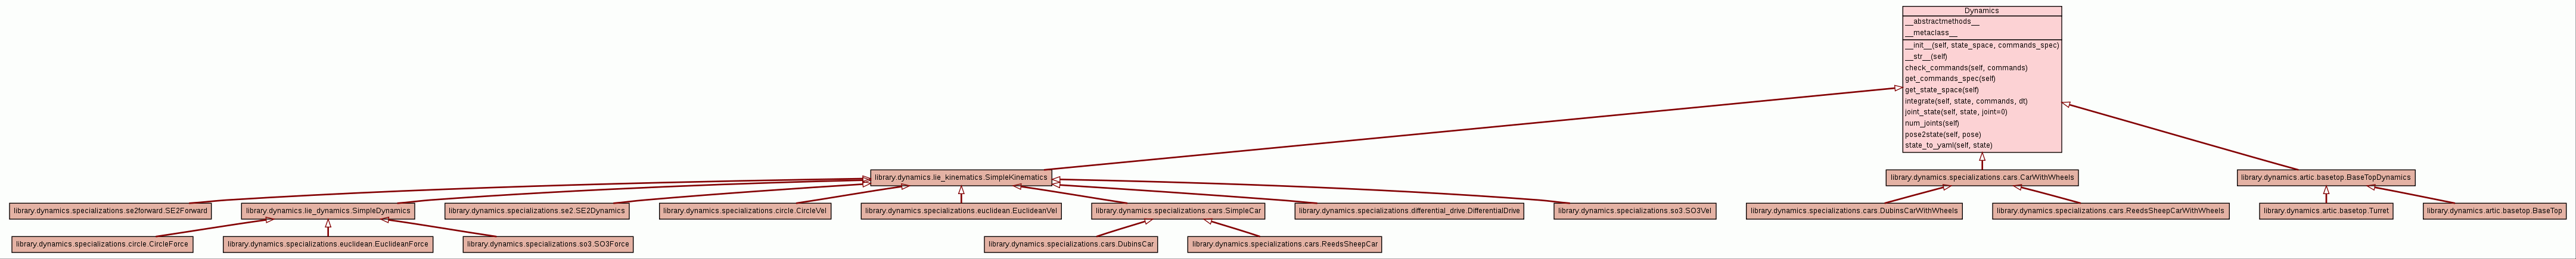 Dynamics
__abstractmethods__
__metaclass__
__init__(self, state_space, commands_spec)
__str__(self)
check_commands(self, commands)
get_commands_spec(self)
get_state_space(self)
integrate(self, state, commands, dt)
joint_state(self, state, joint=0)
num_joints(self)
pose2state(self, pose)
state_to_yaml(self, state)
library.dynamics.lie_kinematics.SimpleKinematics
library.dynamics.specializations.cars.CarWithWheels
library.dynamics.artic.basetop.BaseTopDynamics
library.dynamics.specializations.se2forward.SE2Forward
library.dynamics.lie_dynamics.SimpleDynamics
library.dynamics.specializations.se2.SE2Dynamics
library.dynamics.specializations.circle.CircleVel
library.dynamics.specializations.euclidean.EuclideanVel
library.dynamics.specializations.cars.SimpleCar
library.dynamics.specializations.differential_drive.DifferentialDrive
library.dynamics.specializations.so3.SO3Vel
library.dynamics.specializations.cars.DubinsCarWithWheels
library.dynamics.specializations.cars.ReedsSheepCarWithWheels
library.dynamics.artic.basetop.Turret
library.dynamics.artic.basetop.BaseTop
library.dynamics.specializations.circle.CircleForce
library.dynamics.specializations.euclidean.EuclideanForce
library.dynamics.specializations.so3.SO3Force
library.dynamics.specializations.cars.DubinsCar
library.dynamics.specializations.cars.ReedsSheepCar